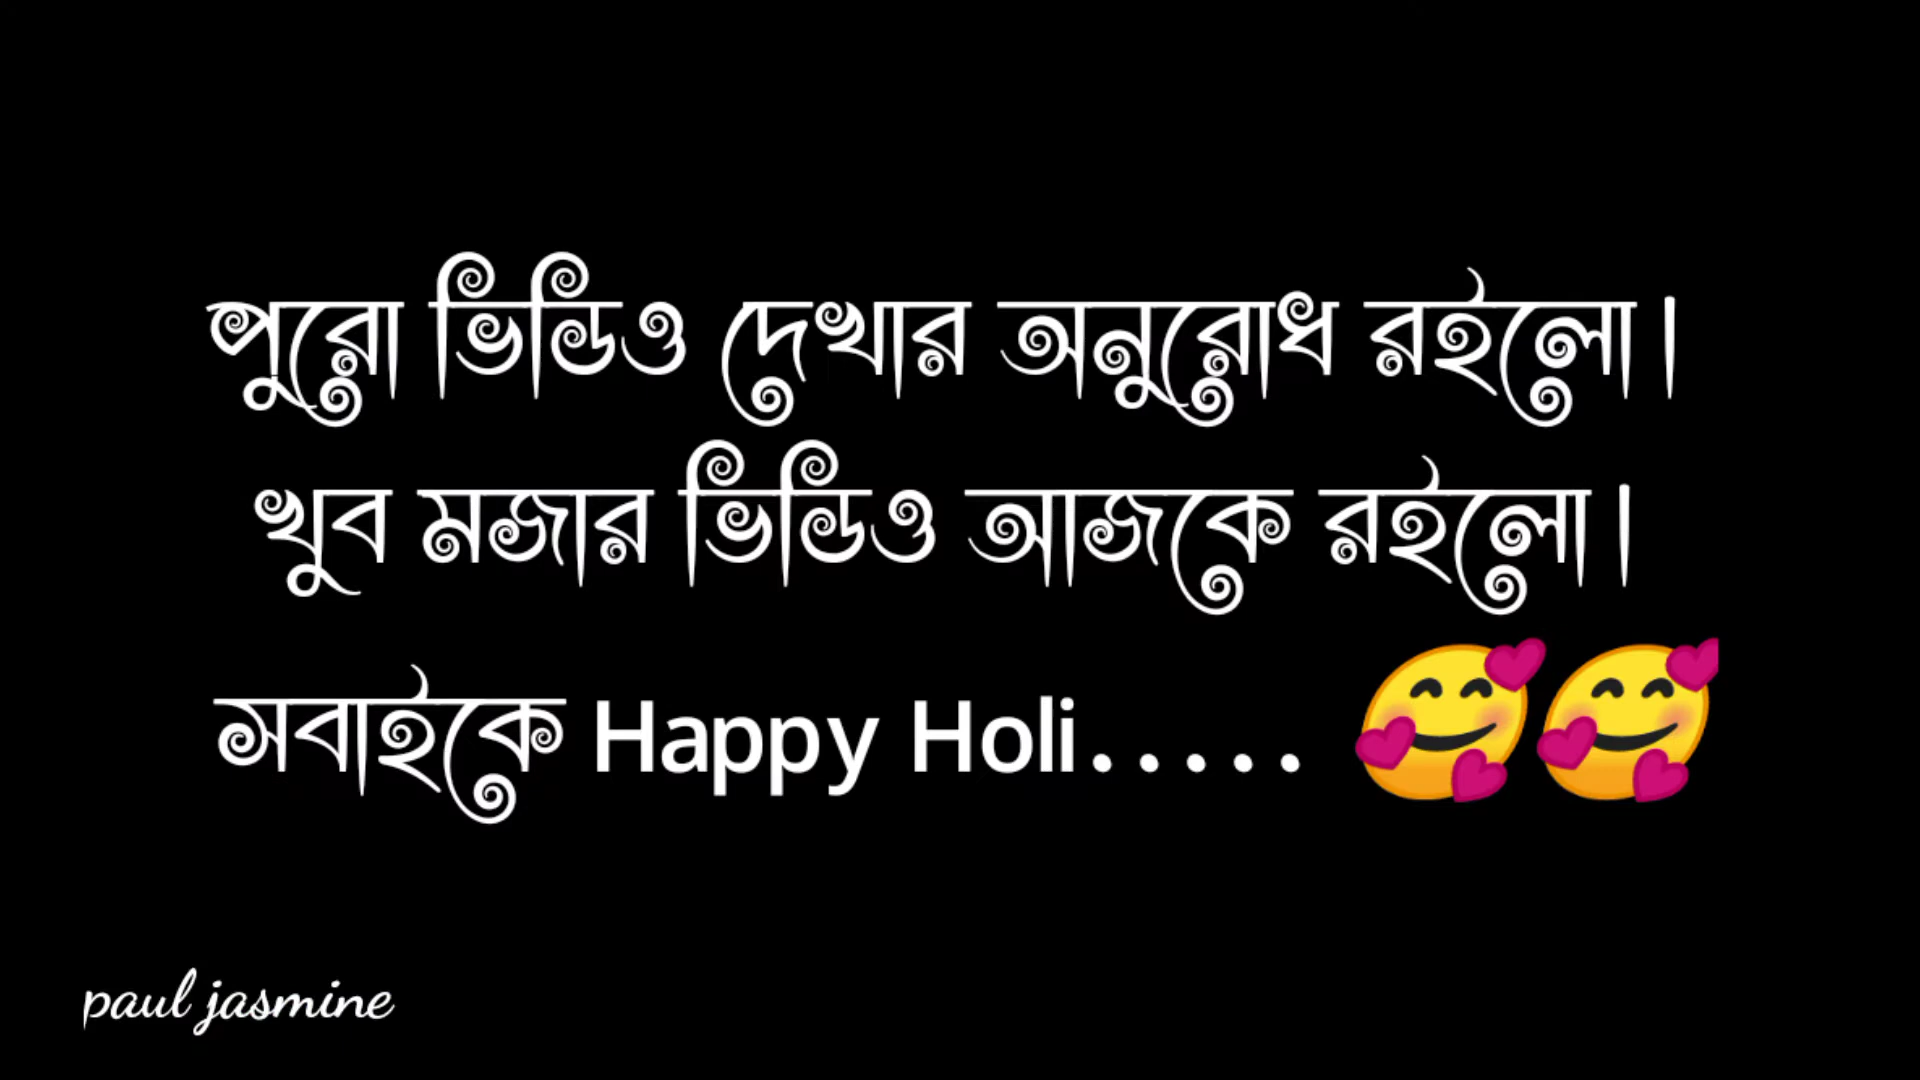 পুরো ভিডিও দেখার অনুরোধ রইলো।
খুব মজার ভিডিও আজকে রইলো।
সবাইকে Happy Holi..... 🥰🥰
paul jasmine